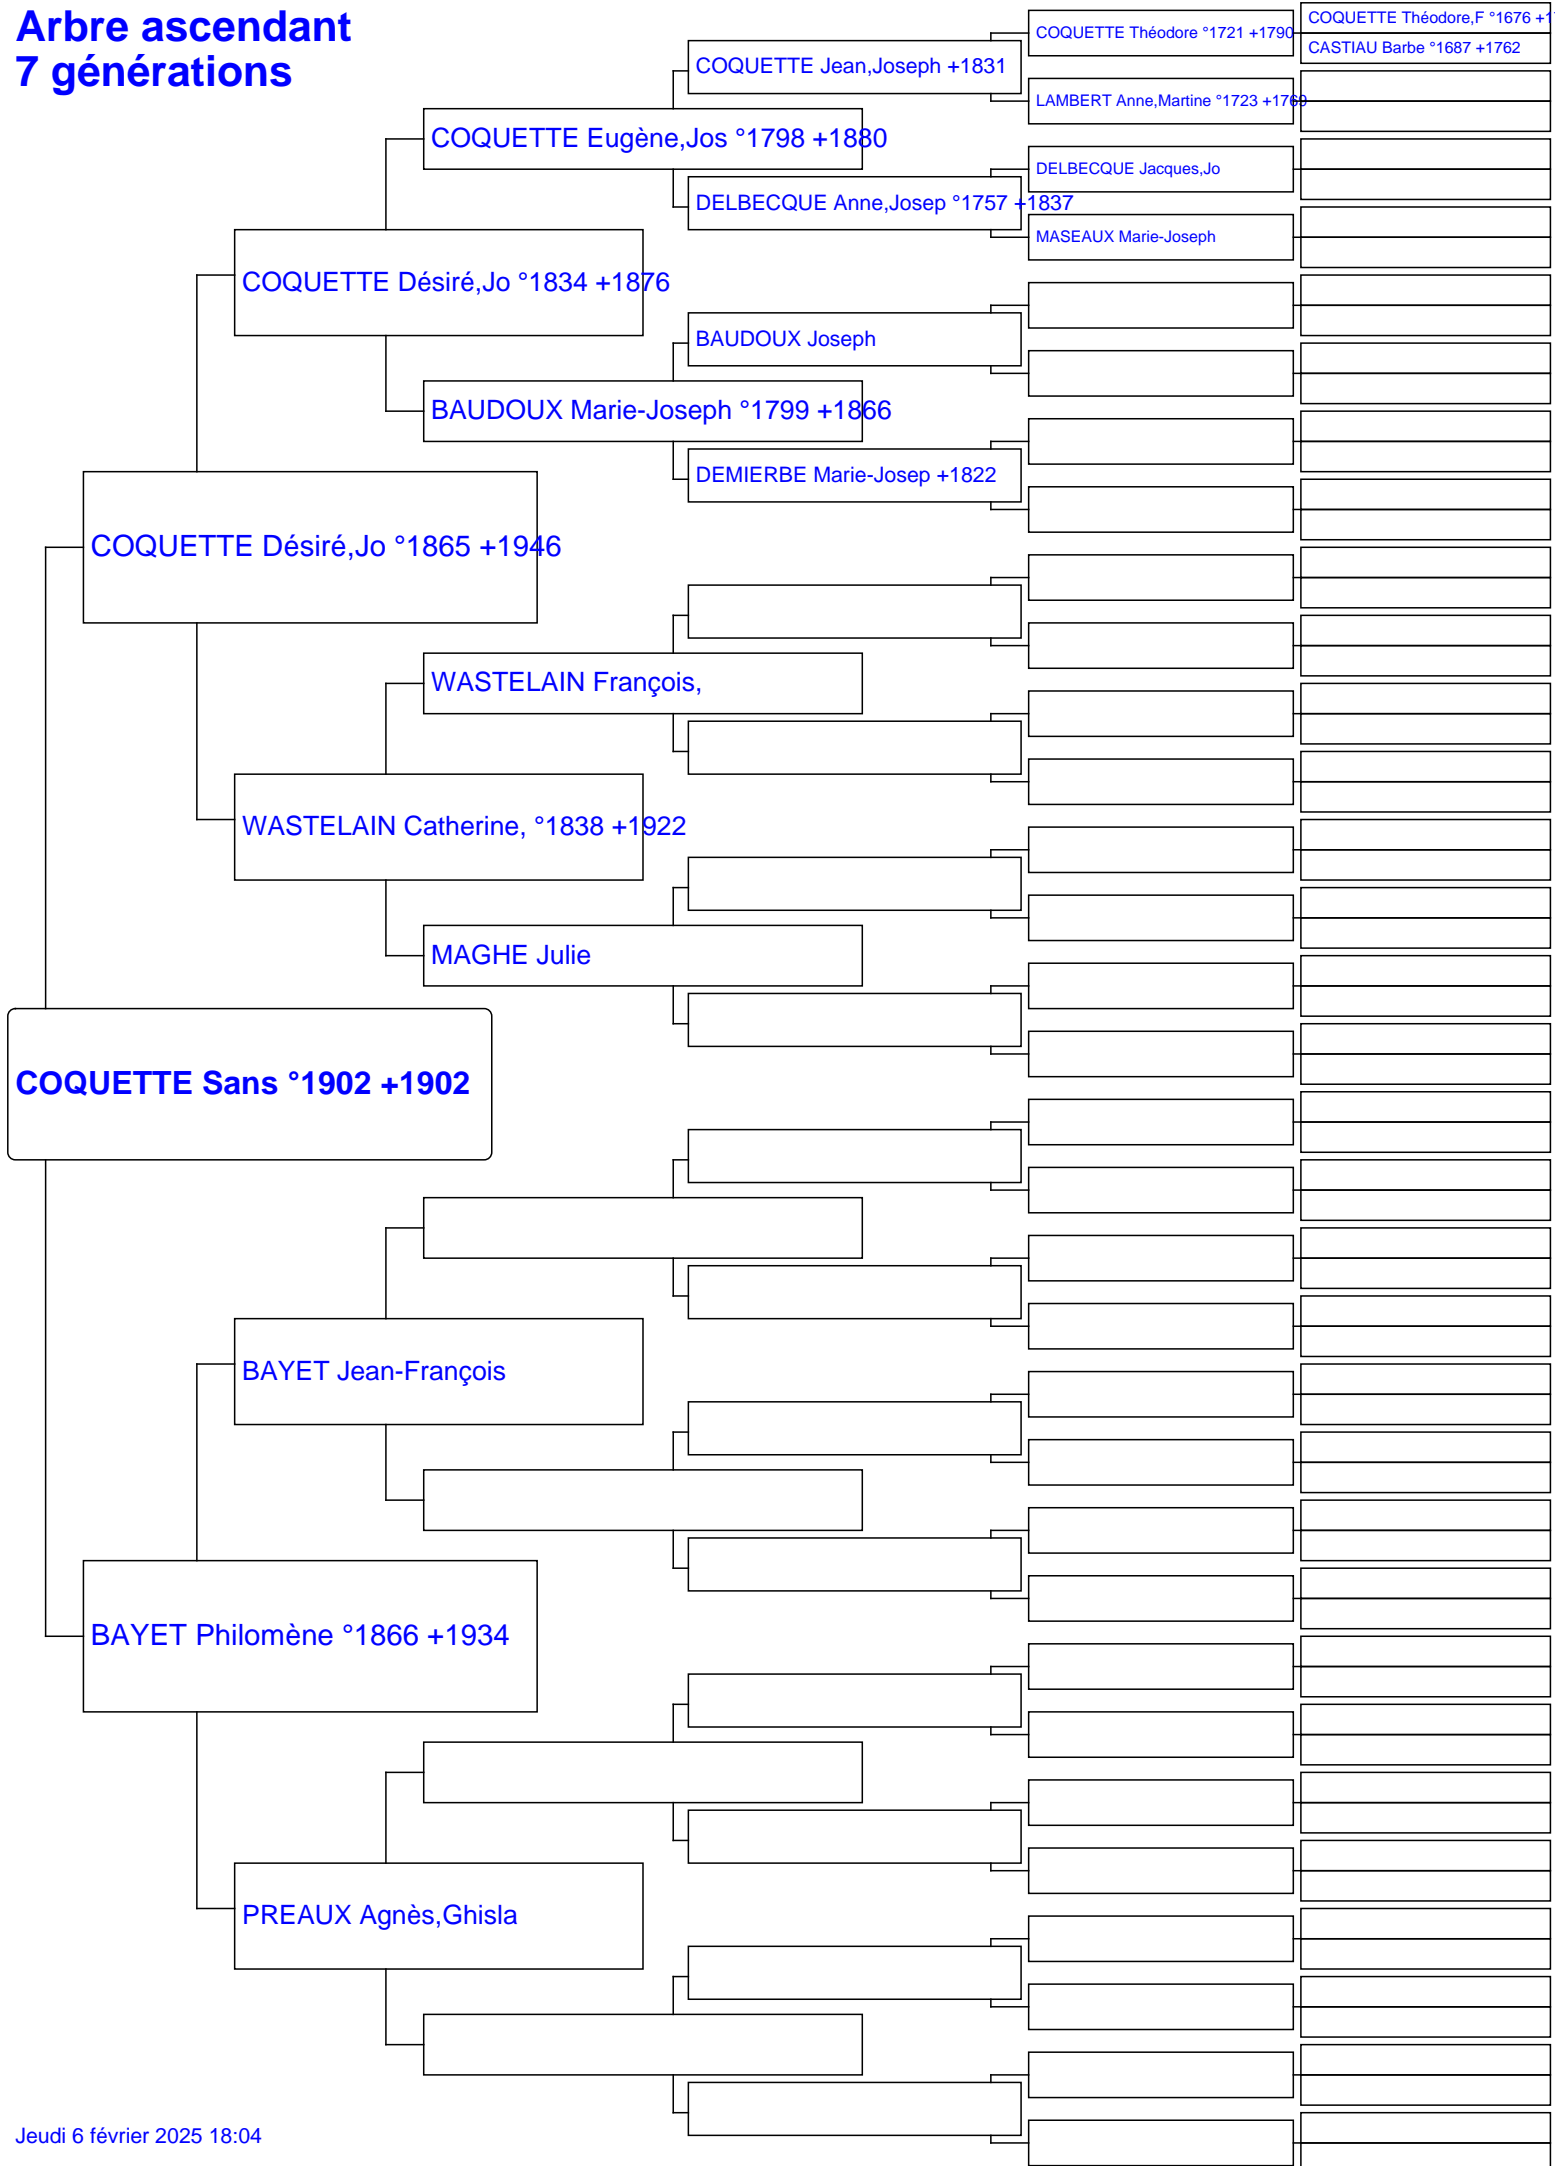 Arbre ascendant
7 générations
COQUETTE Théodore,F °1676 +1
CASTIAU Barbe °1687 +1762
COQUETTE Théodore °1721 +1790
COQUETTE Jean,Joseph +1831
LAMBERT Anne,Martine °1723 +1769
COQUETTE Eugène,Jos °1798 +1880
DELBECQUE Jacques,Jo
DELBECQUE Anne,Josep °1757 +1837
MASEAUX Marie-Joseph
COQUETTE Désiré,Jo °1834 +1876
BAUDOUX Joseph
BAUDOUX Marie-Joseph °1799 +1866
DEMIERBE Marie-Josep +1822
COQUETTE Désiré,Jo °1865 +1946
WASTELAIN François,
WASTELAIN Catherine, °1838 +1922
MAGHE Julie
COQUETTE Sans °1902 +1902
BAYET Jean-François
BAYET Philomène °1866 +1934
PREAUX Agnès,Ghisla
Jeudi 6 février 2025 18:04